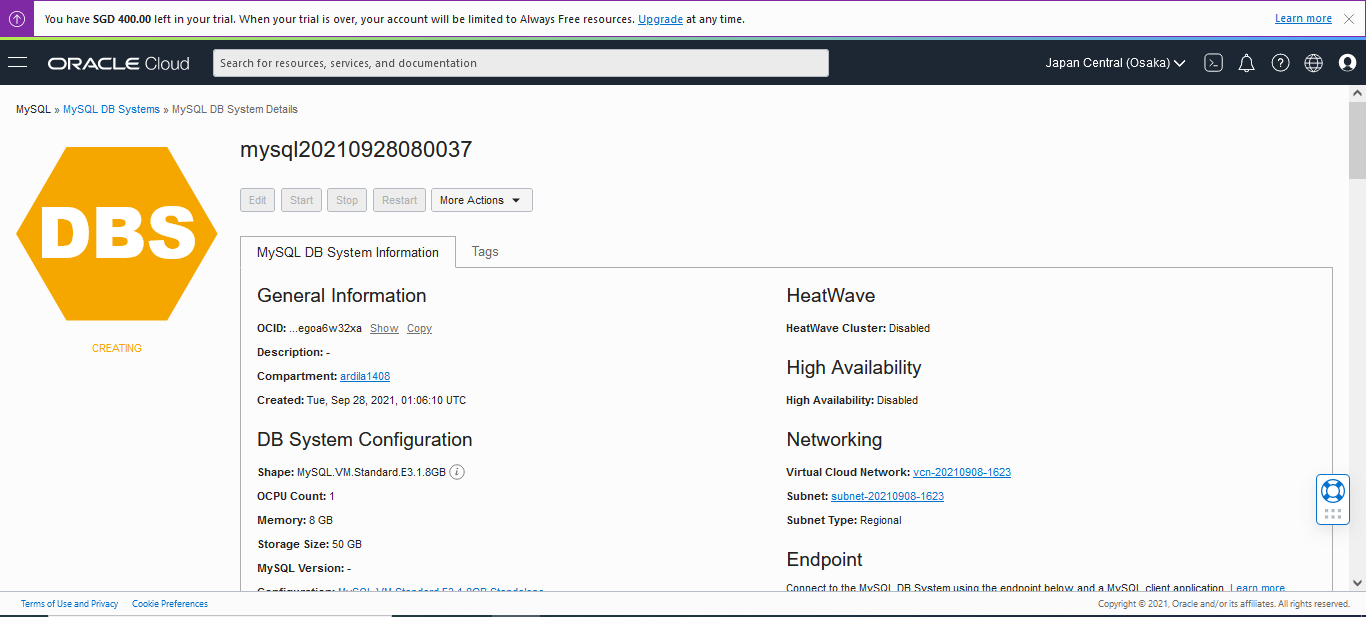 You have SGD 400.00 left in your trial. When your trial is over, your account will be limited to Always Free resources. Upgrade at any time.
Learn more
ORACLE Cloud
Search for resources, services, and documentation
Japan Central (Osaka)
MySQL » MySQL DB Systems » MySQL DB System Details
DBS
CREATING
mysql20210928080037
Edit
Start
Stop
Restart
More Actions
MySQL DB System Information
Tags
General Information
OCID: ...egoa6w32xa Show Copy
Description: -
Compartment: ardila1408
Created: Tue, Sep 28, 2021, 01:06:10 UTC
DB System Configuration
Shape: MySQL.VM.Standard.E3.1.8GB
OCPU Count: 1
Memory: 8 GB
Storage Size: 50 GB
MySQL Version: -
Configuration: MySQL.VM.Standard.E3.1.8GB.Standalone
HeatWave
HeatWave Cluster: Disabled
High Availability
High Availability: Disabled
Networking
Virtual Cloud Network: vcn-20210908-1623
Subnet: subnet-20210908-1623
Subnet Type: Regional
Endpoint
Connect to the MySQL DB System using the endpoint below and a MySQL client application. Learn more
Terms of Use and Privacy
Cookie Preferences
Copyright © 2021, Oracle and/or its affiliates. All rights reserved.